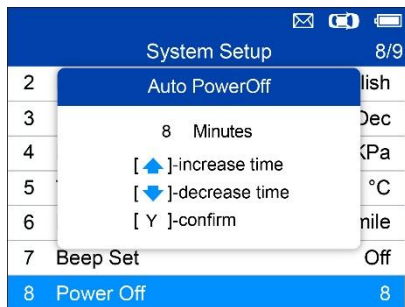 System Setup 8/9
Auto PowerOff
8 Minutes
[ ]-increase time
[ ]-decrease time
[ Y ]-confirm
2 lish
3 Dec
4 KPa
5 °C
6 mile
7 Beep Set Off
8 Power Off 8